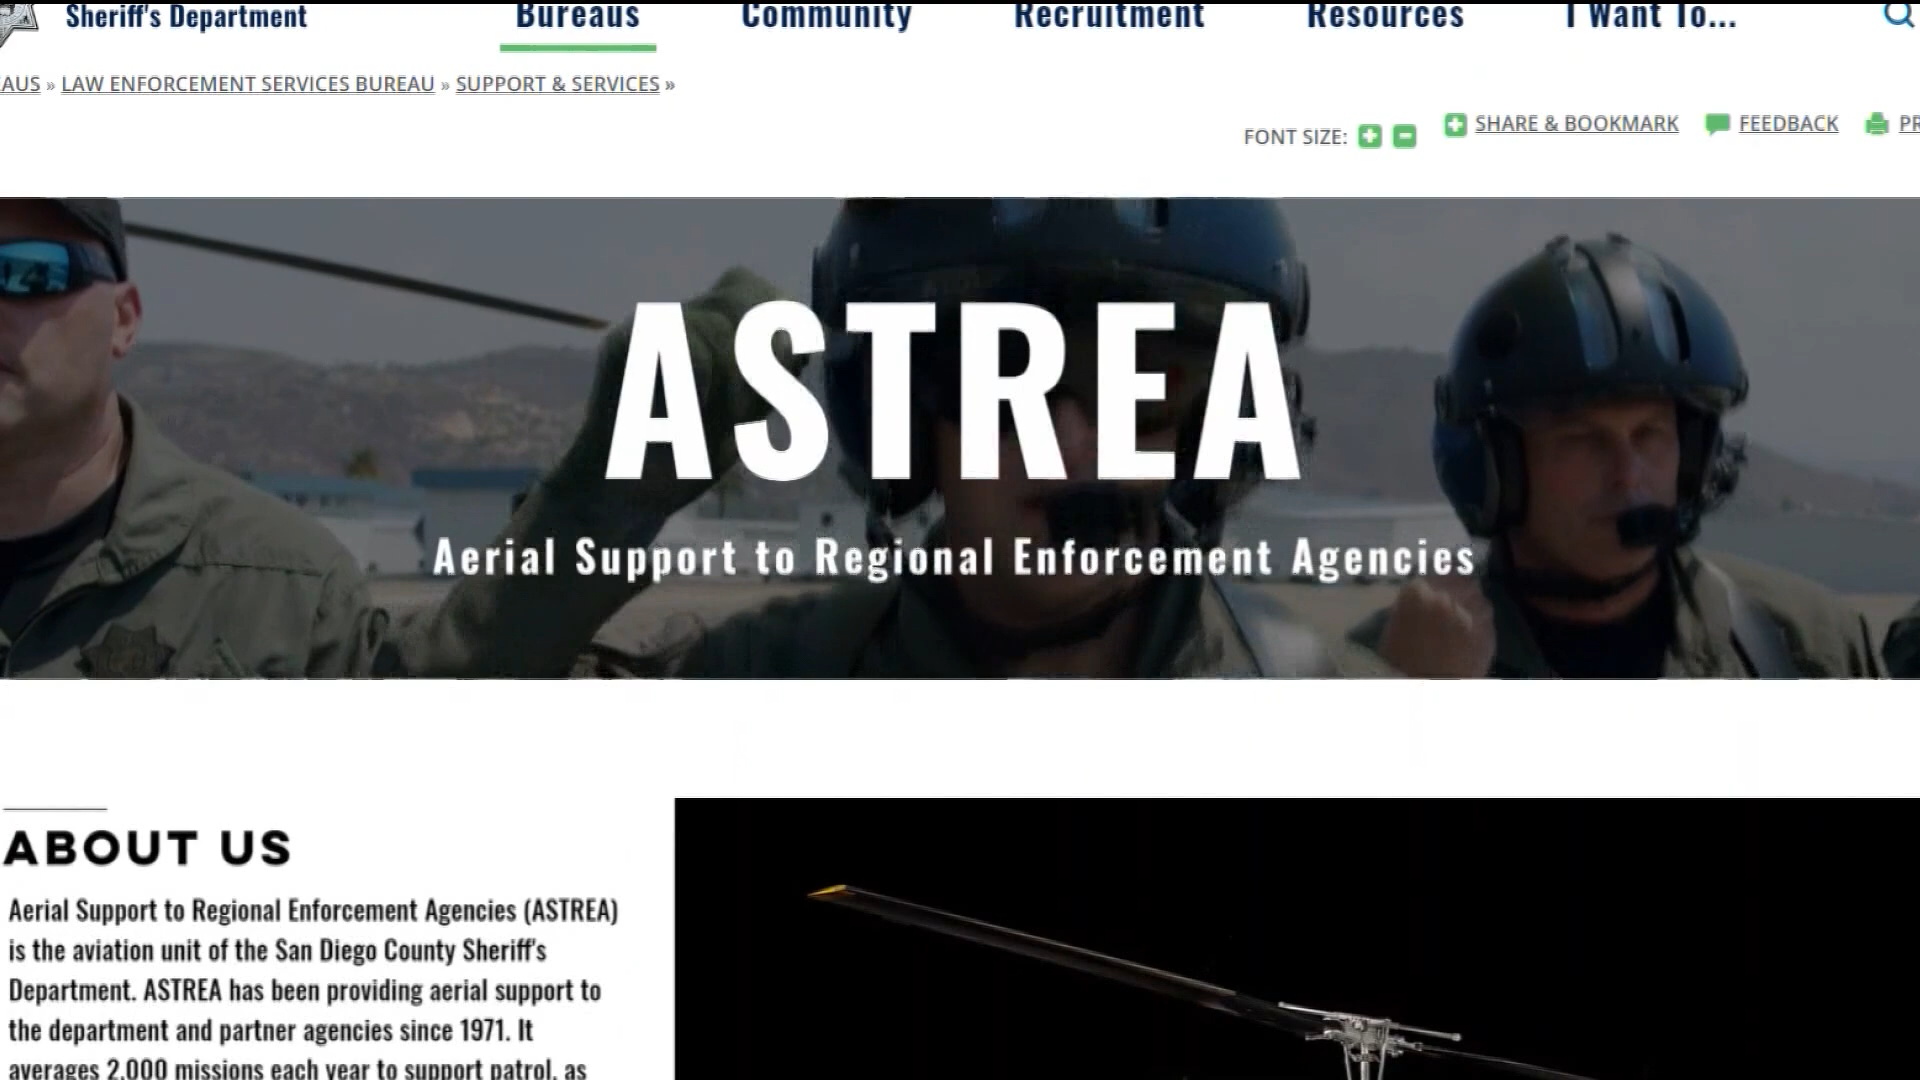 Sheriff's Department
Bureaus
Community
Recruitment
Resources
I Want To...
EAUS » LAW ENFORCEMENT SERVICES BUREAU » SUPPORT & SERVICES »
FONT SIZE:
SHARE & BOOKMARK
FEEDBACK
PR
ASTREA
Aerial Support to Regional Enforcement Agencies
ABOUT US
Aerial Support to Regional Enforcement Agencies (ASTREA)
is the aviation unit of the San Diego County Sheriff's
Department. ASTREA has been providing aerial support to
the department and partner agencies since 1971. It
averages 2,000 missions each year to support patrol, as